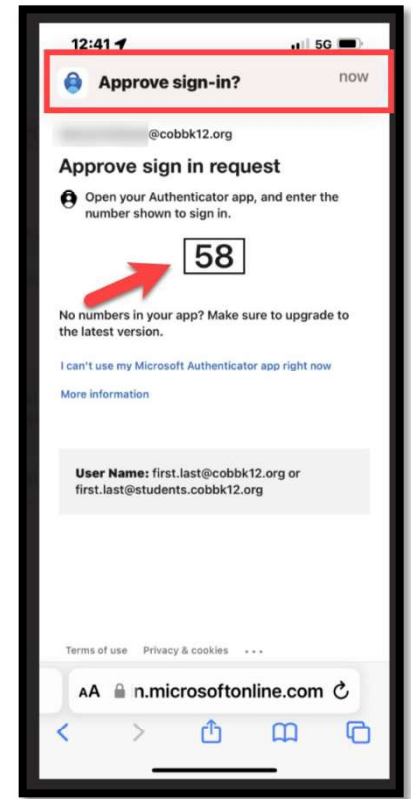 12:41 5G
Approve sign-in? now
@cobbk12.org
Approve sign in request
Open your Authenticator app, and enter the
number shown to sign in.
58
No numbers in your app? Make sure to upgrade to
the latest version.
I can't use my Microsoft Authenticator app right now
More information
User Name: first.last@cobbk12.org or
first.last@students.cobbk12.org
Terms of use Privacy & cookies ...
AA n.microsoftonline.com